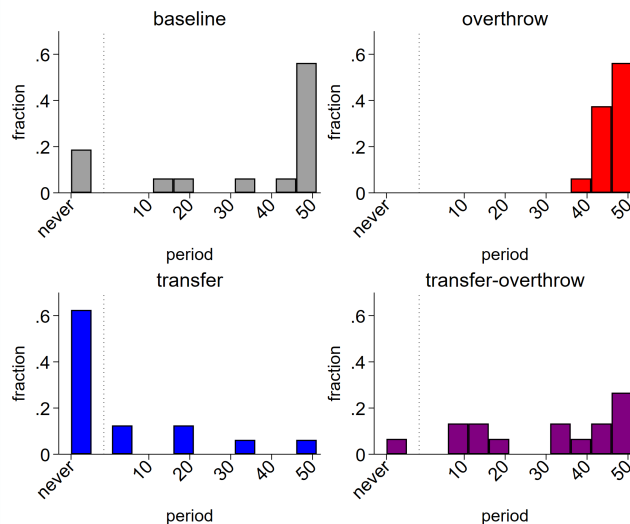 baseline
fraction
.6
.4
.2
0
never
10
20
30
40
50
period
overthrow
fraction
.6
.4
.2
0
never
10
20
30
40
50
period
transfer
fraction
.6
.4
.2
0
never
10
20
30
40
50
period
transfer-overthrow
fraction
.6
.4
.2
0
never
10
20
30
40
50
period